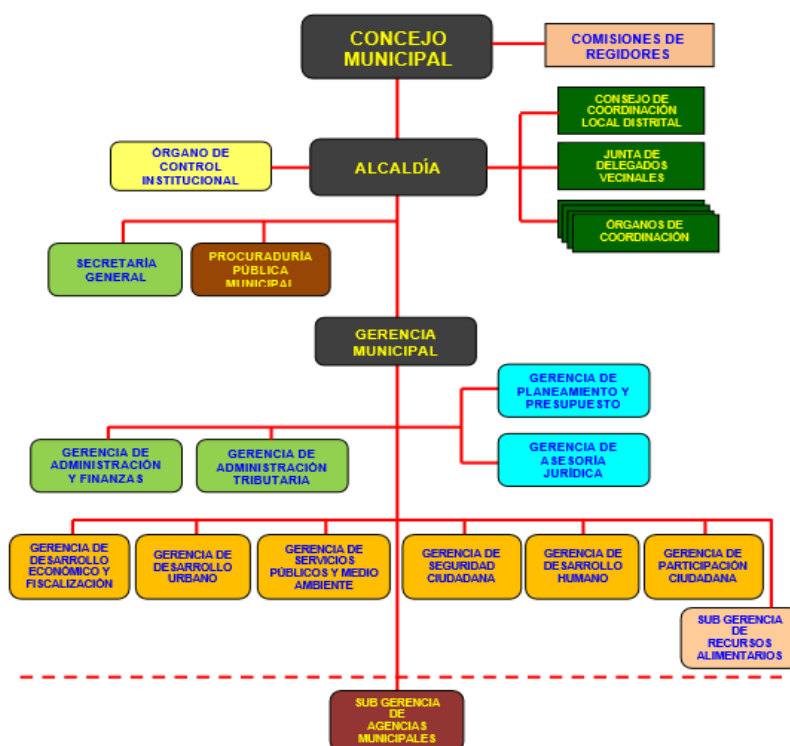 CONCEJO
MUNICIPAL
COMISIONES DE
REGIDORES
CONSEJO DE
COORDINACIÓN
LOCAL DISTRITAL
ÓRGANO DE
CONTROL
INSTITUCIONAL
ALCALDÍA
JUNTA DE
DELEGADOS
VECINALES
ÓRGANOS DE
COORDINACIÓN
SECRETARÍA
GENERAL
PROCURADURÍA
PÚBLICA
MUNICIPAL
GERENCIA
MUNICIPAL
GERENCIA DE
PLANEAMIENTO Y
PRESUPUESTO
GERENCIA DE
ADMINISTRACIÓN
Y FINANZAS
GERENCIA DE
ADMINISTRACIÓN
TRIBUTARIA
GERENCIA DE
ASESORÍA
JURÍDICA
GERENCIA DE
DESARROLLO
ECONÓMICO Y
FISCALIZACIÓN
GERENCIA DE
DESARROLLO
URBANO
GERENCIA DE
SERVICIOS
PÚBLICOS Y MEDIO
AMBIENTE
GERENCIA DE
SEGURIDAD
CIUDADANA
GERENCIA DE
DESARROLLO
HUMANO
GERENCIA DE
PARTICIPACIÓN
CIUDADANA
SUB GERENCIA
DE
RECURSOS
ALIMENTARIOS
SUB GERENCIA
DE
AGENCIAS
MUNICIPALES